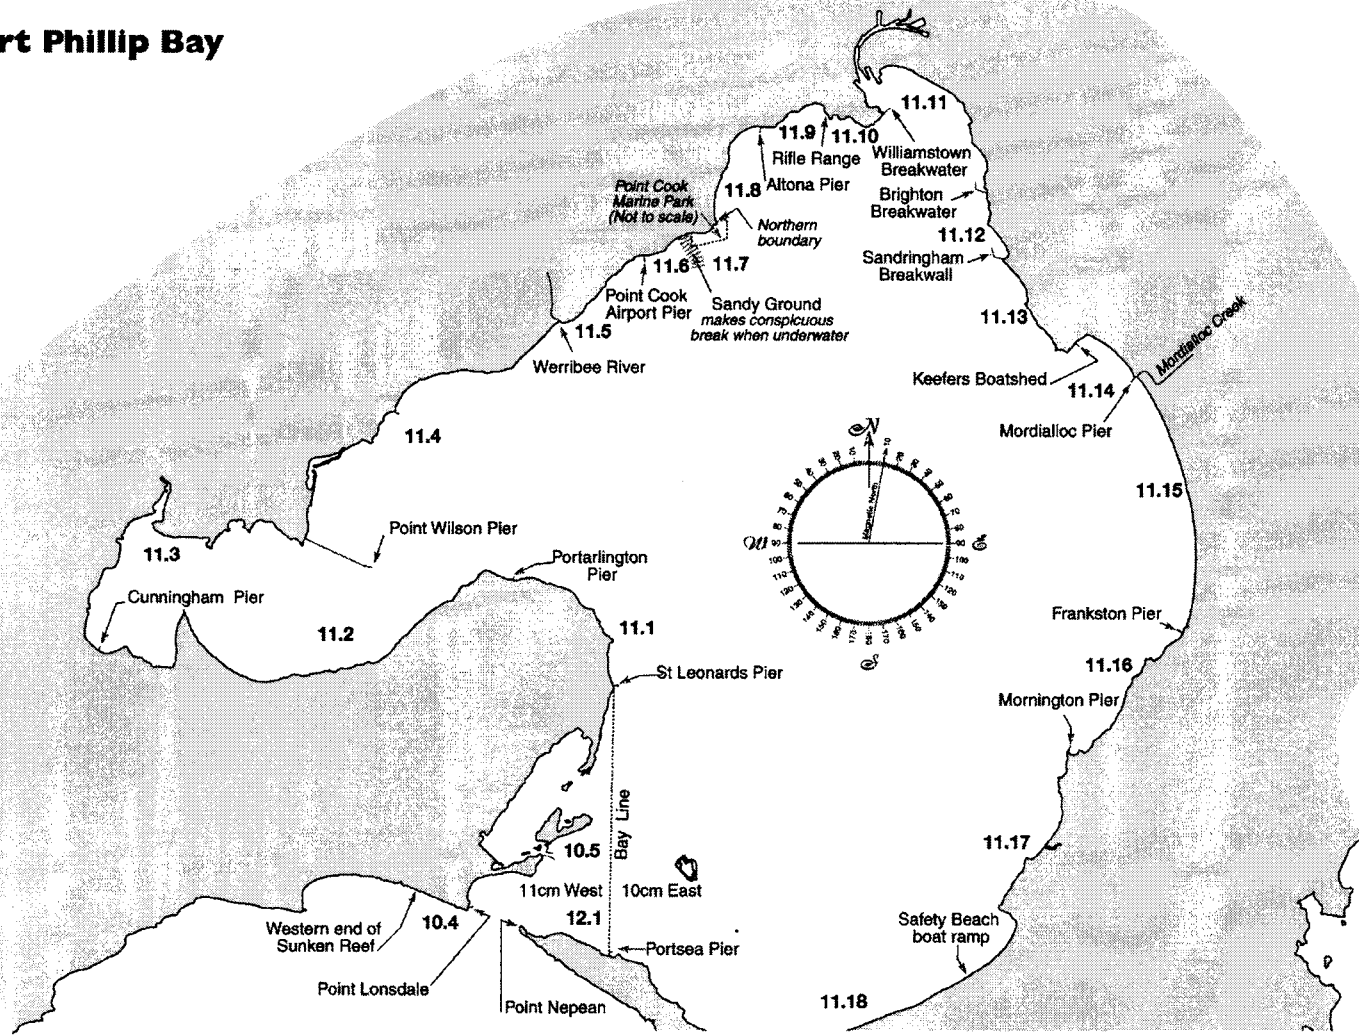 rt Phillip Bay
11.11
11.9
11.10
Rifle Range
Williamstown
Breakwater
Point Cook
Marine Park
(Not to scale)
11.8
Altona Pier
Brighton
Breakwater
Northern
boundary
11.12
11.6
11.7
Sandringham
Breakwall
Point Cook
Airport Pier
Sandy Ground
makes conspicuous
break when underwater
11.5
11.13
Mordialloc Creek
Werribee River
Keefers Boatshed
11.14
11.4
Mordialloc Pier
N
Magnetic North
W
E
S
11.15
Point Wilson Pier
11.3
Portarlington
Pier
Cunningham Pier
11.2
11.1
Frankston Pier
11.16
St Leonards Pier
Mornington Pier
Bay Line
10.5
11.17
11cm West
10cm East
12.1
Western end of
Sunken Reef
10.4
Safety Beach
boat ramp
Portsea Pier
Point Lonsdale
Point Nepean
11.18